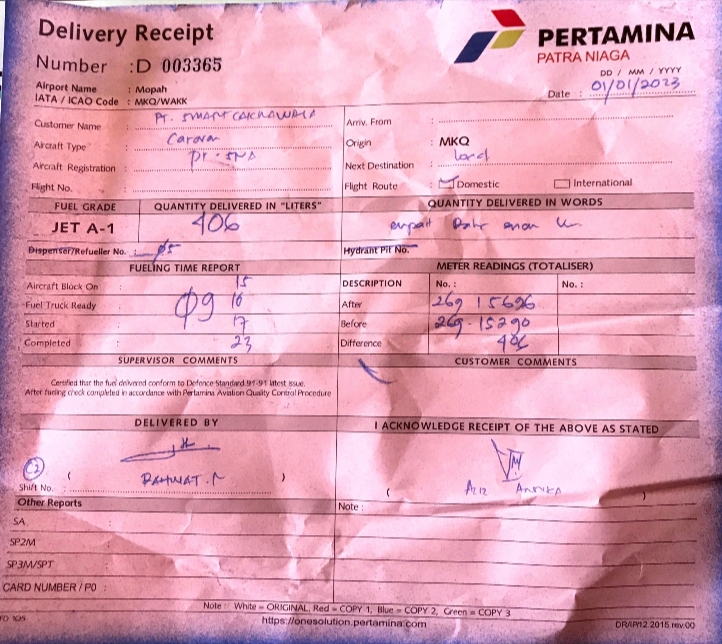 Delivery Receipt
PERTAMINA
PATRA NIAGA
Number : D 003365
DD / MM / YYYY
Date : 01/01/2023
Airport Name : Mopah
IATA / ICAO Code : MKQ/WAKK
Customer Name : PT. SMART CAKRAWALA
Arriv. From :
Aircraft Type : Caravan
Origin : MKQ
Aircraft Registration :
Next Destination :
Flight No. :
Flight Route : Domestic International
FUEL GRADE QUANTITY DELIVERED IN "LITERS" QUANTITY DELIVERED IN WORDS
JET A-1 406 empat
Dispenser/Refueller No. : 05 Hydrant Pit No.
FUELING TIME REPORT METER READINGS (TOTALISER)
Aircraft Block On : 15 DESCRIPTION No. : No. :
Fuel Truck Ready : 09 16 After 269 15696
Started : 17 Before 269-15290
Completed : 23 Difference 406
SUPERVISOR COMMENTS CUSTOMER COMMENTS
Certified that the fuel delivered conform to Defence Standard 91-91 latest issue.
After fueling check completed in accordance with Pertamina Aviation Quality Control Procedure
DELIVERED BY I ACKNOWLEDGE RECEIPT OF THE ABOVE AS STATED
Shift No. ( RAHMAT. ) ( AZIZ )
Other Reports Note :
SA :
SP2M :
SP3M/SPT :
CARD NUMBER / PO :
Note : White = ORIGINAL, Red = COPY 1, Blue = COPY 2, Green = COPY 3
https://onesolution.pertamina.com DR/AP/12.2015 rev.00